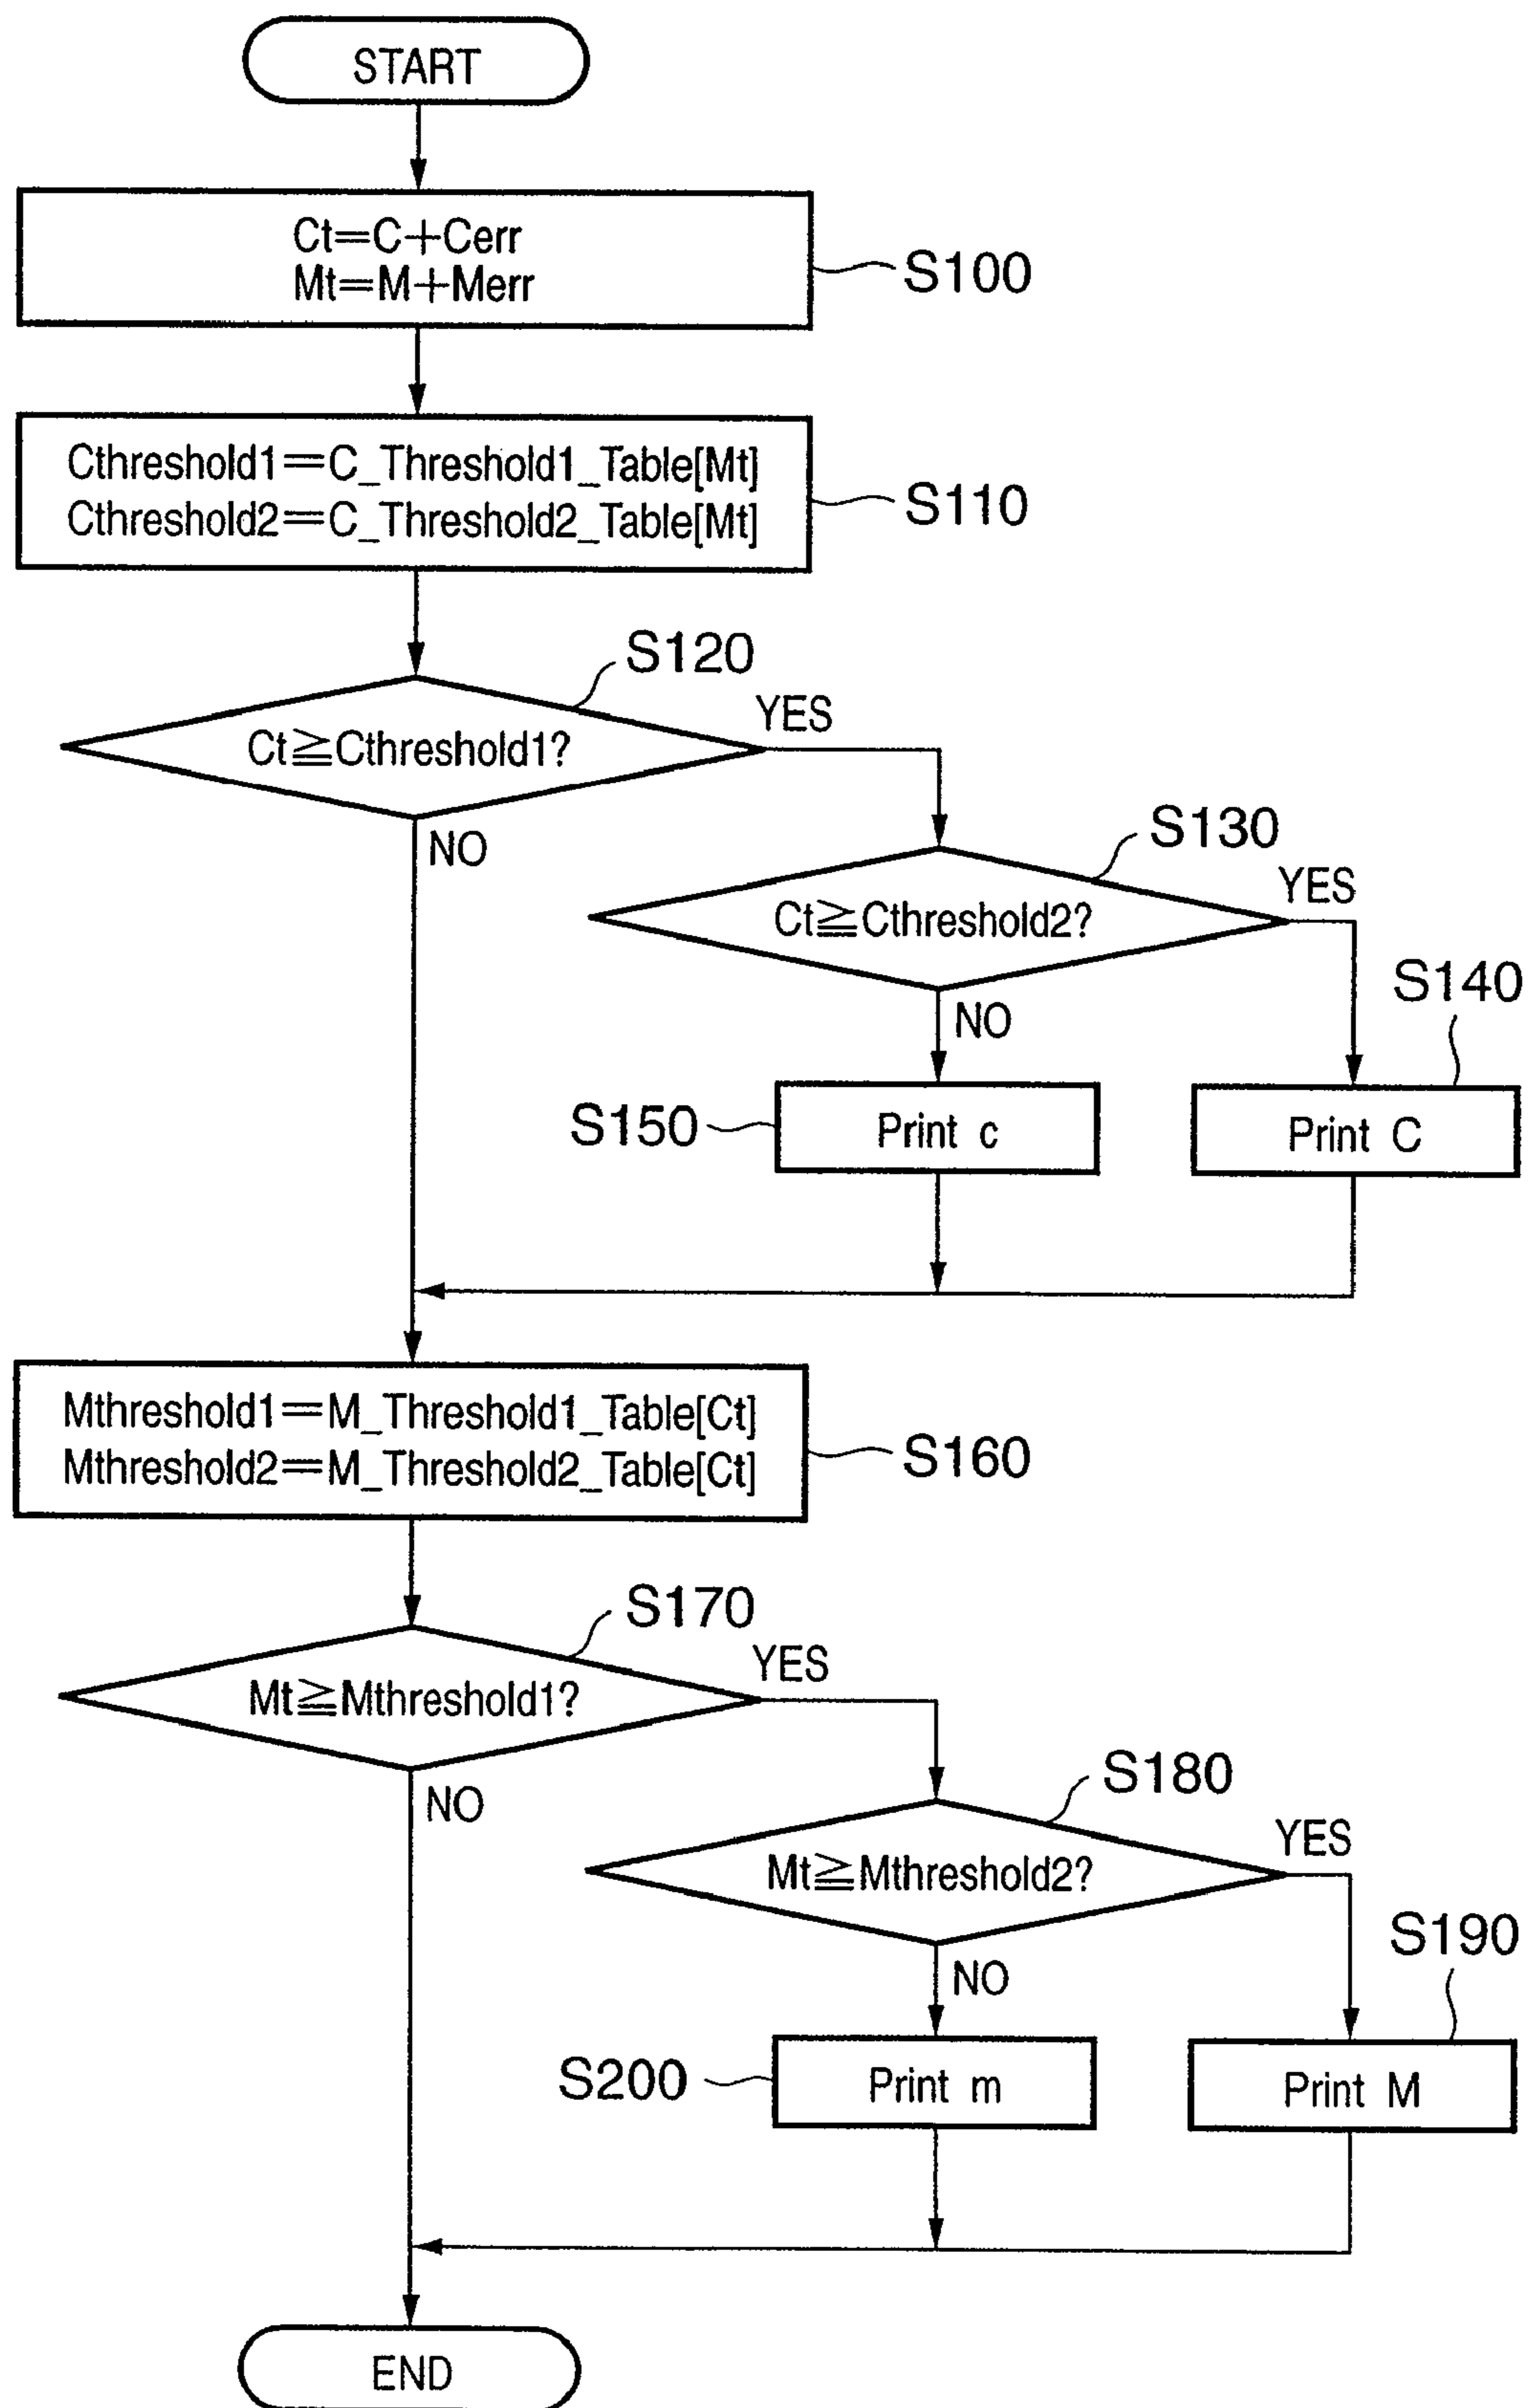 START
Ct=C+Cerr
Mt=M+Merr
S100
Cthreshold1=C_Threshold1_Table[Mt]
Cthreshold2=C_Threshold2_Table[Mt]
S110
S120
YES
Ct≧Cthreshold1?
NO
S130
YES
Ct≧Cthreshold2?
S140
NO
S150
Print c
Print C
Mthreshold1=M_Threshold1_Table[Ct]
Mthreshold2=M_Threshold2_Table[Ct]
S160
S170
YES
Mt≧Mthreshold1?
NO
S180
YES
Mt≧Mthreshold2?
S190
NO
S200
Print m
Print M
END